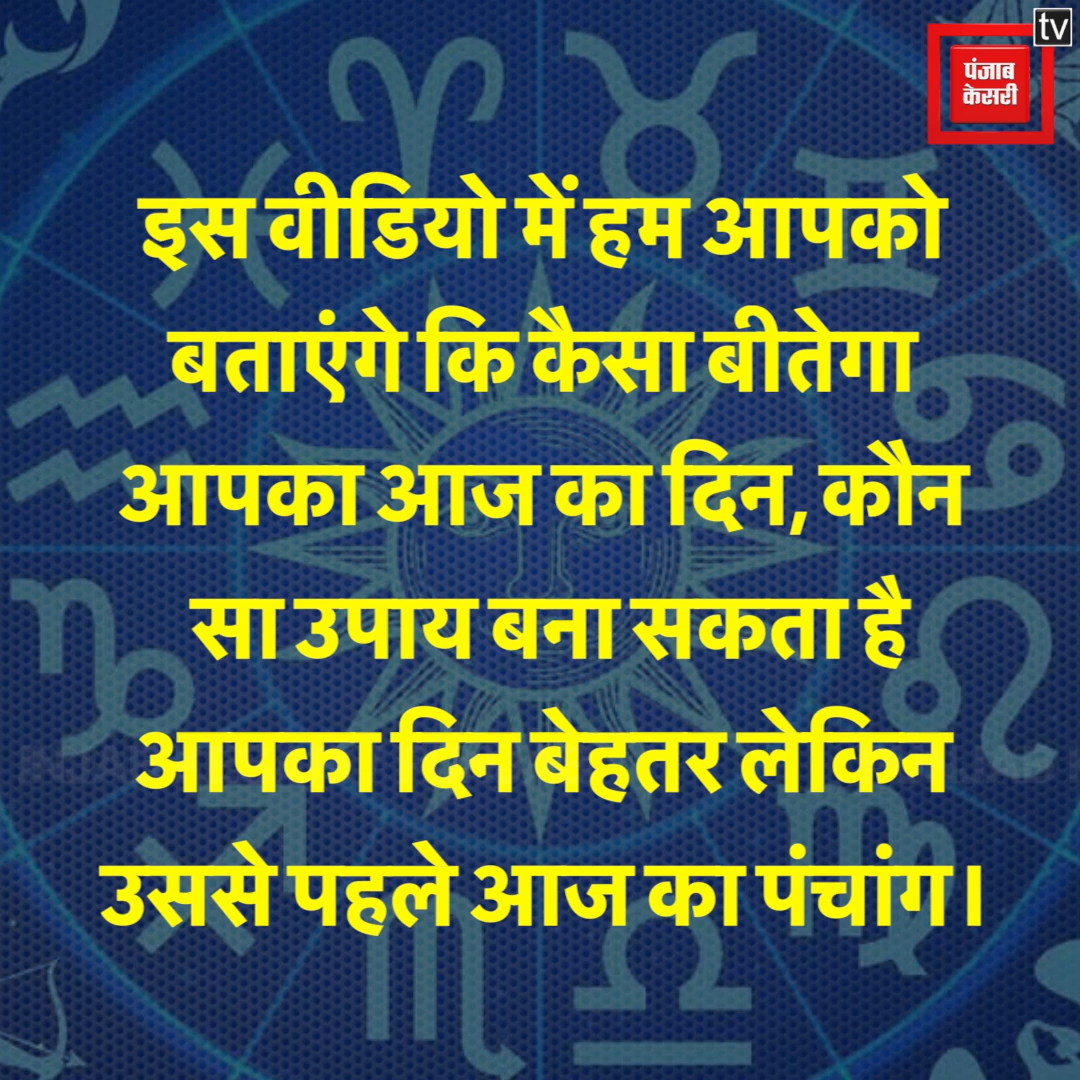 tv
पंजाब
केसरी
इस वीडियो में हम आपको
बताएंगे कि कैसा बीतेगा
आपका आज का दिन, कौन
सा उपाय बना सकता है
आपका दिन बेहतर लेकिन
उससे पहले आज का पंचांग।